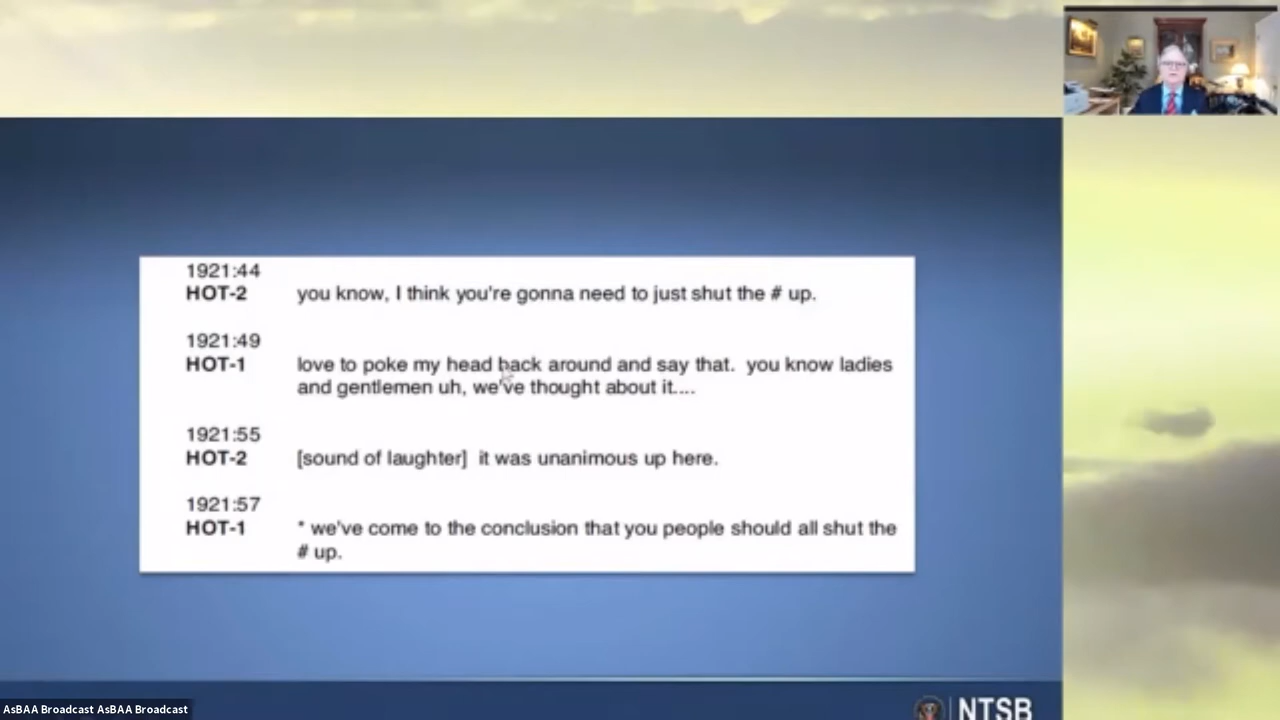 1921:44
HOT-2 you know, I think you're gonna need to just shut the # up.
1921:49
HOT-1 love to poke my head back around and say that. you know ladies
and gentlemen uh, we've thought about it....
1921:55
HOT-2 [sound of laughter] it was unanimous up here.
1921:57
HOT-1 * we've come to the conclusion that you people should all shut the
# up.
NTSB
AsBAA Broadcast AsBAA Broadcast